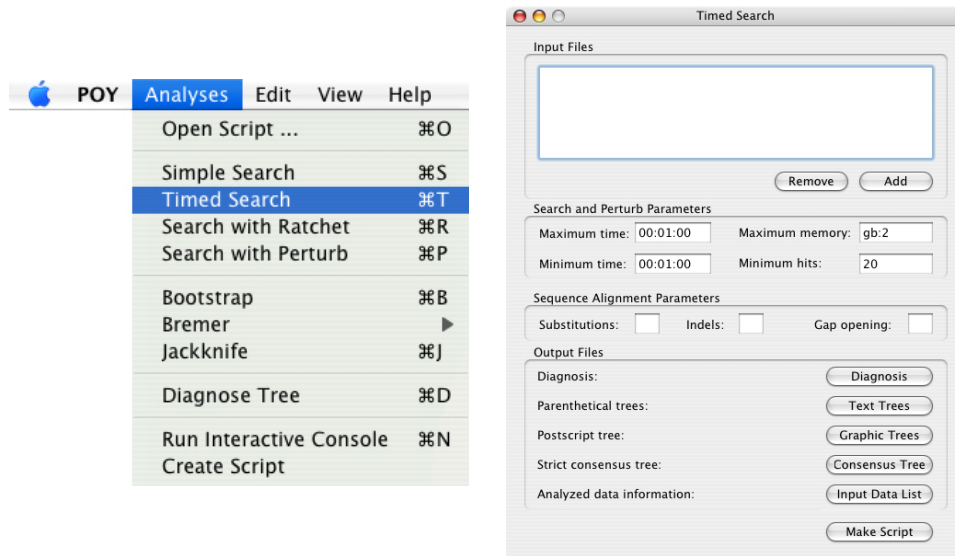 POY Analyses Edit View Help
Open Script ... ⌘O
Simple Search ⌘S
Timed Search ⌘T
Search with Ratchet ⌘R
Search with Perturb ⌘P
Bootstrap ⌘B
Bremer
Jackknife ⌘J
Diagnose Tree ⌘D
Run Interactive Console ⌘N
Create Script
Timed Search
Input Files
Remove Add
Search and Perturb Parameters
Maximum time: 00:01:00 Maximum memory: gb:2
Minimum time: 00:01:00 Minimum hits: 20
Sequence Alignment Parameters
Substitutions: Indels: Gap opening:
Output Files
Diagnosis: Diagnosis
Parenthetical trees: Text Trees
Postscript tree: Graphic Trees
Strict consensus tree: Consensus Tree
Analyzed data information: Input Data List
Make Script